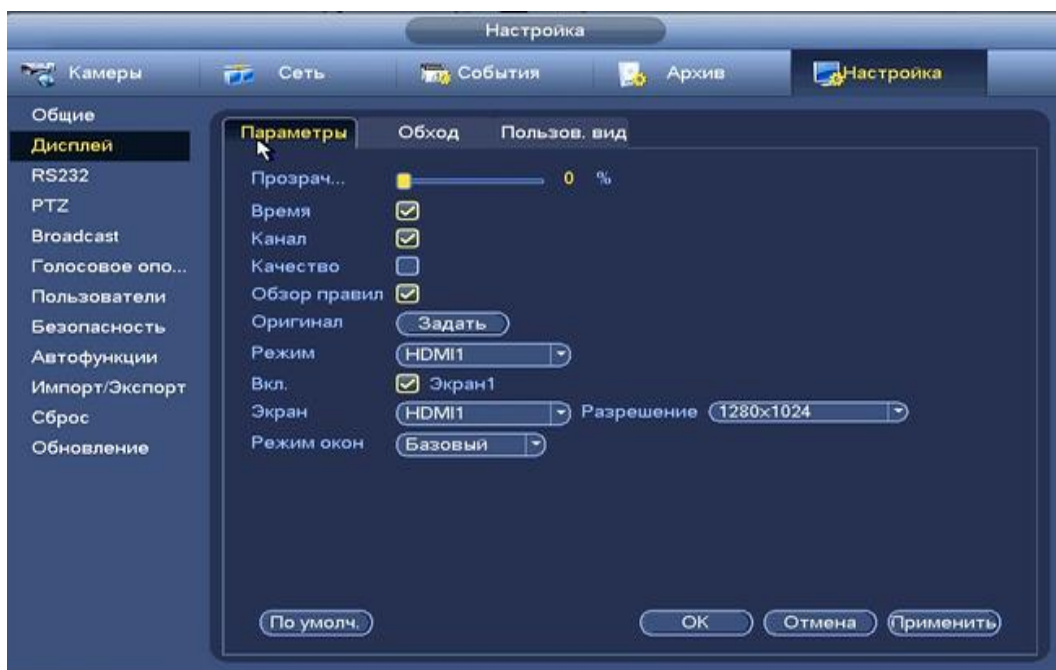 Настройка
Камеры Сеть События Архив Настройка
Общие
Дисплей
RS232
PTZ
Broadcast
Голосовое опо...
Пользователи
Безопасность
Автофункции
Импорт/Экспорт
Сброс
Обновление
Параметры Обход Пользов. вид
Прозрач... 0 %
Время
Канал
Качество
Обзор правил
Оригинал Задать
Режим HDMI1
Вкл. Экран1
Экран HDMI1 Разрешение 1280x1024
Режим окон Базовый
По умолч. OK Отмена Применить